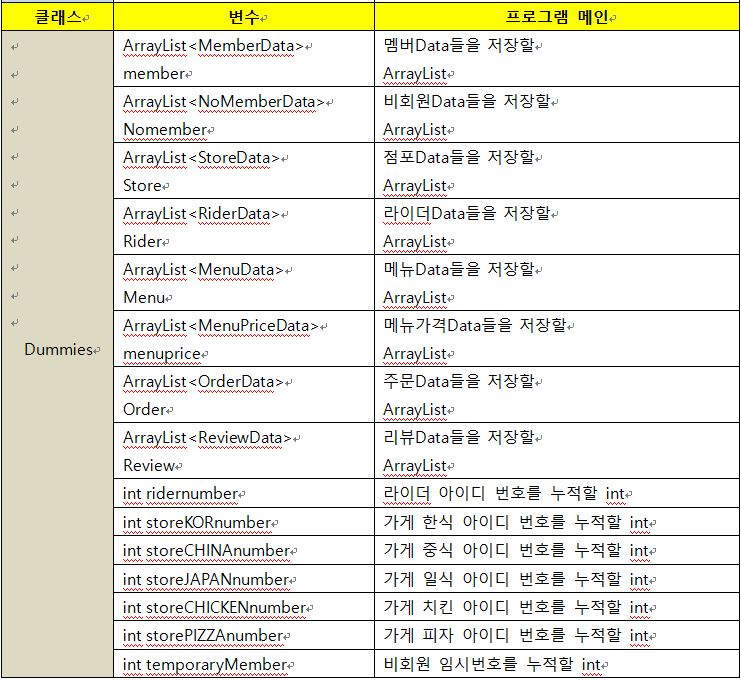 클래스 변수 프로그램 메인
ArrayList<MemberData> 멤버Data들을 저장할
member ArrayList
ArrayList<NoMemberData> 비회원Data들을 저장할
Nomember ArrayList
ArrayList<StoreData> 점포Data들을 저장할
Store ArrayList
ArrayList<RiderData> 라이더Data들을 저장할
Rider ArrayList
ArrayList<MenuData> 메뉴Data들을 저장할
Menu ArrayList
ArrayList<MenuPriceData> 메뉴가격Data들을 저장할
Dummies menuprice ArrayList
ArrayList<OrderData> 주문Data들을 저장할
Order ArrayList
ArrayList<ReviewData> 리뷰Data들을 저장할
Review ArrayList
int ridernumber 라이더 아이디 번호를 누적할 int
int storeKORnumber 가게 한식 아이디 번호를 누적할 int
int storeCHINAnumber 가게 중식 아이디 번호를 누적할 int
int storeJAPANnumber 가게 일식 아이디 번호를 누적할 int
int storeCHICKENnumber 가게 치킨 아이디 번호를 누적할 int
int storePIZZAnumber 가게 피자 아이디 번호를 누적할 int
int temporaryMember 비회원 임시번호를 누적할 int